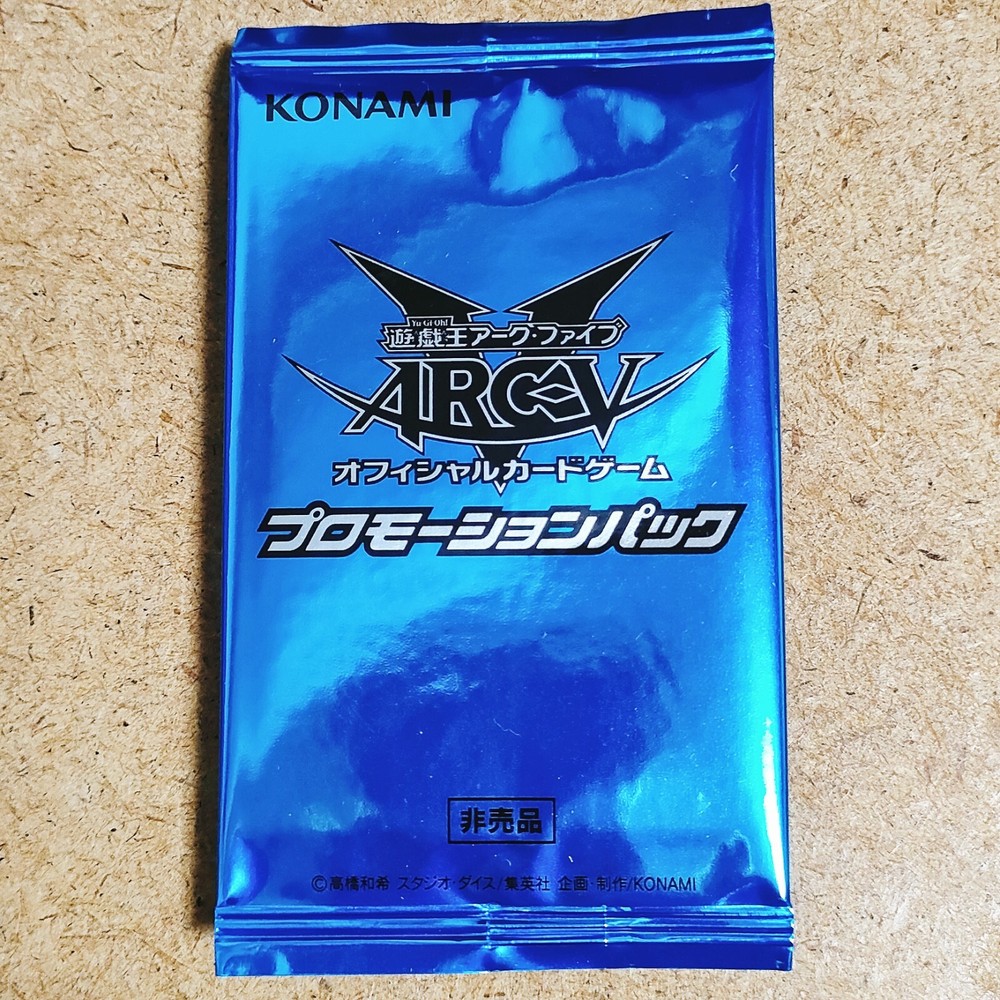 KONAMI
Yu Gi Oh!
遊戯王アーク・ファイブ
ARC-V
オフィシャルカードゲーム
プロモーションパック
非売品
©高橋和希 スタジオ・ダイス/集英社 企画・制作/KONAMI